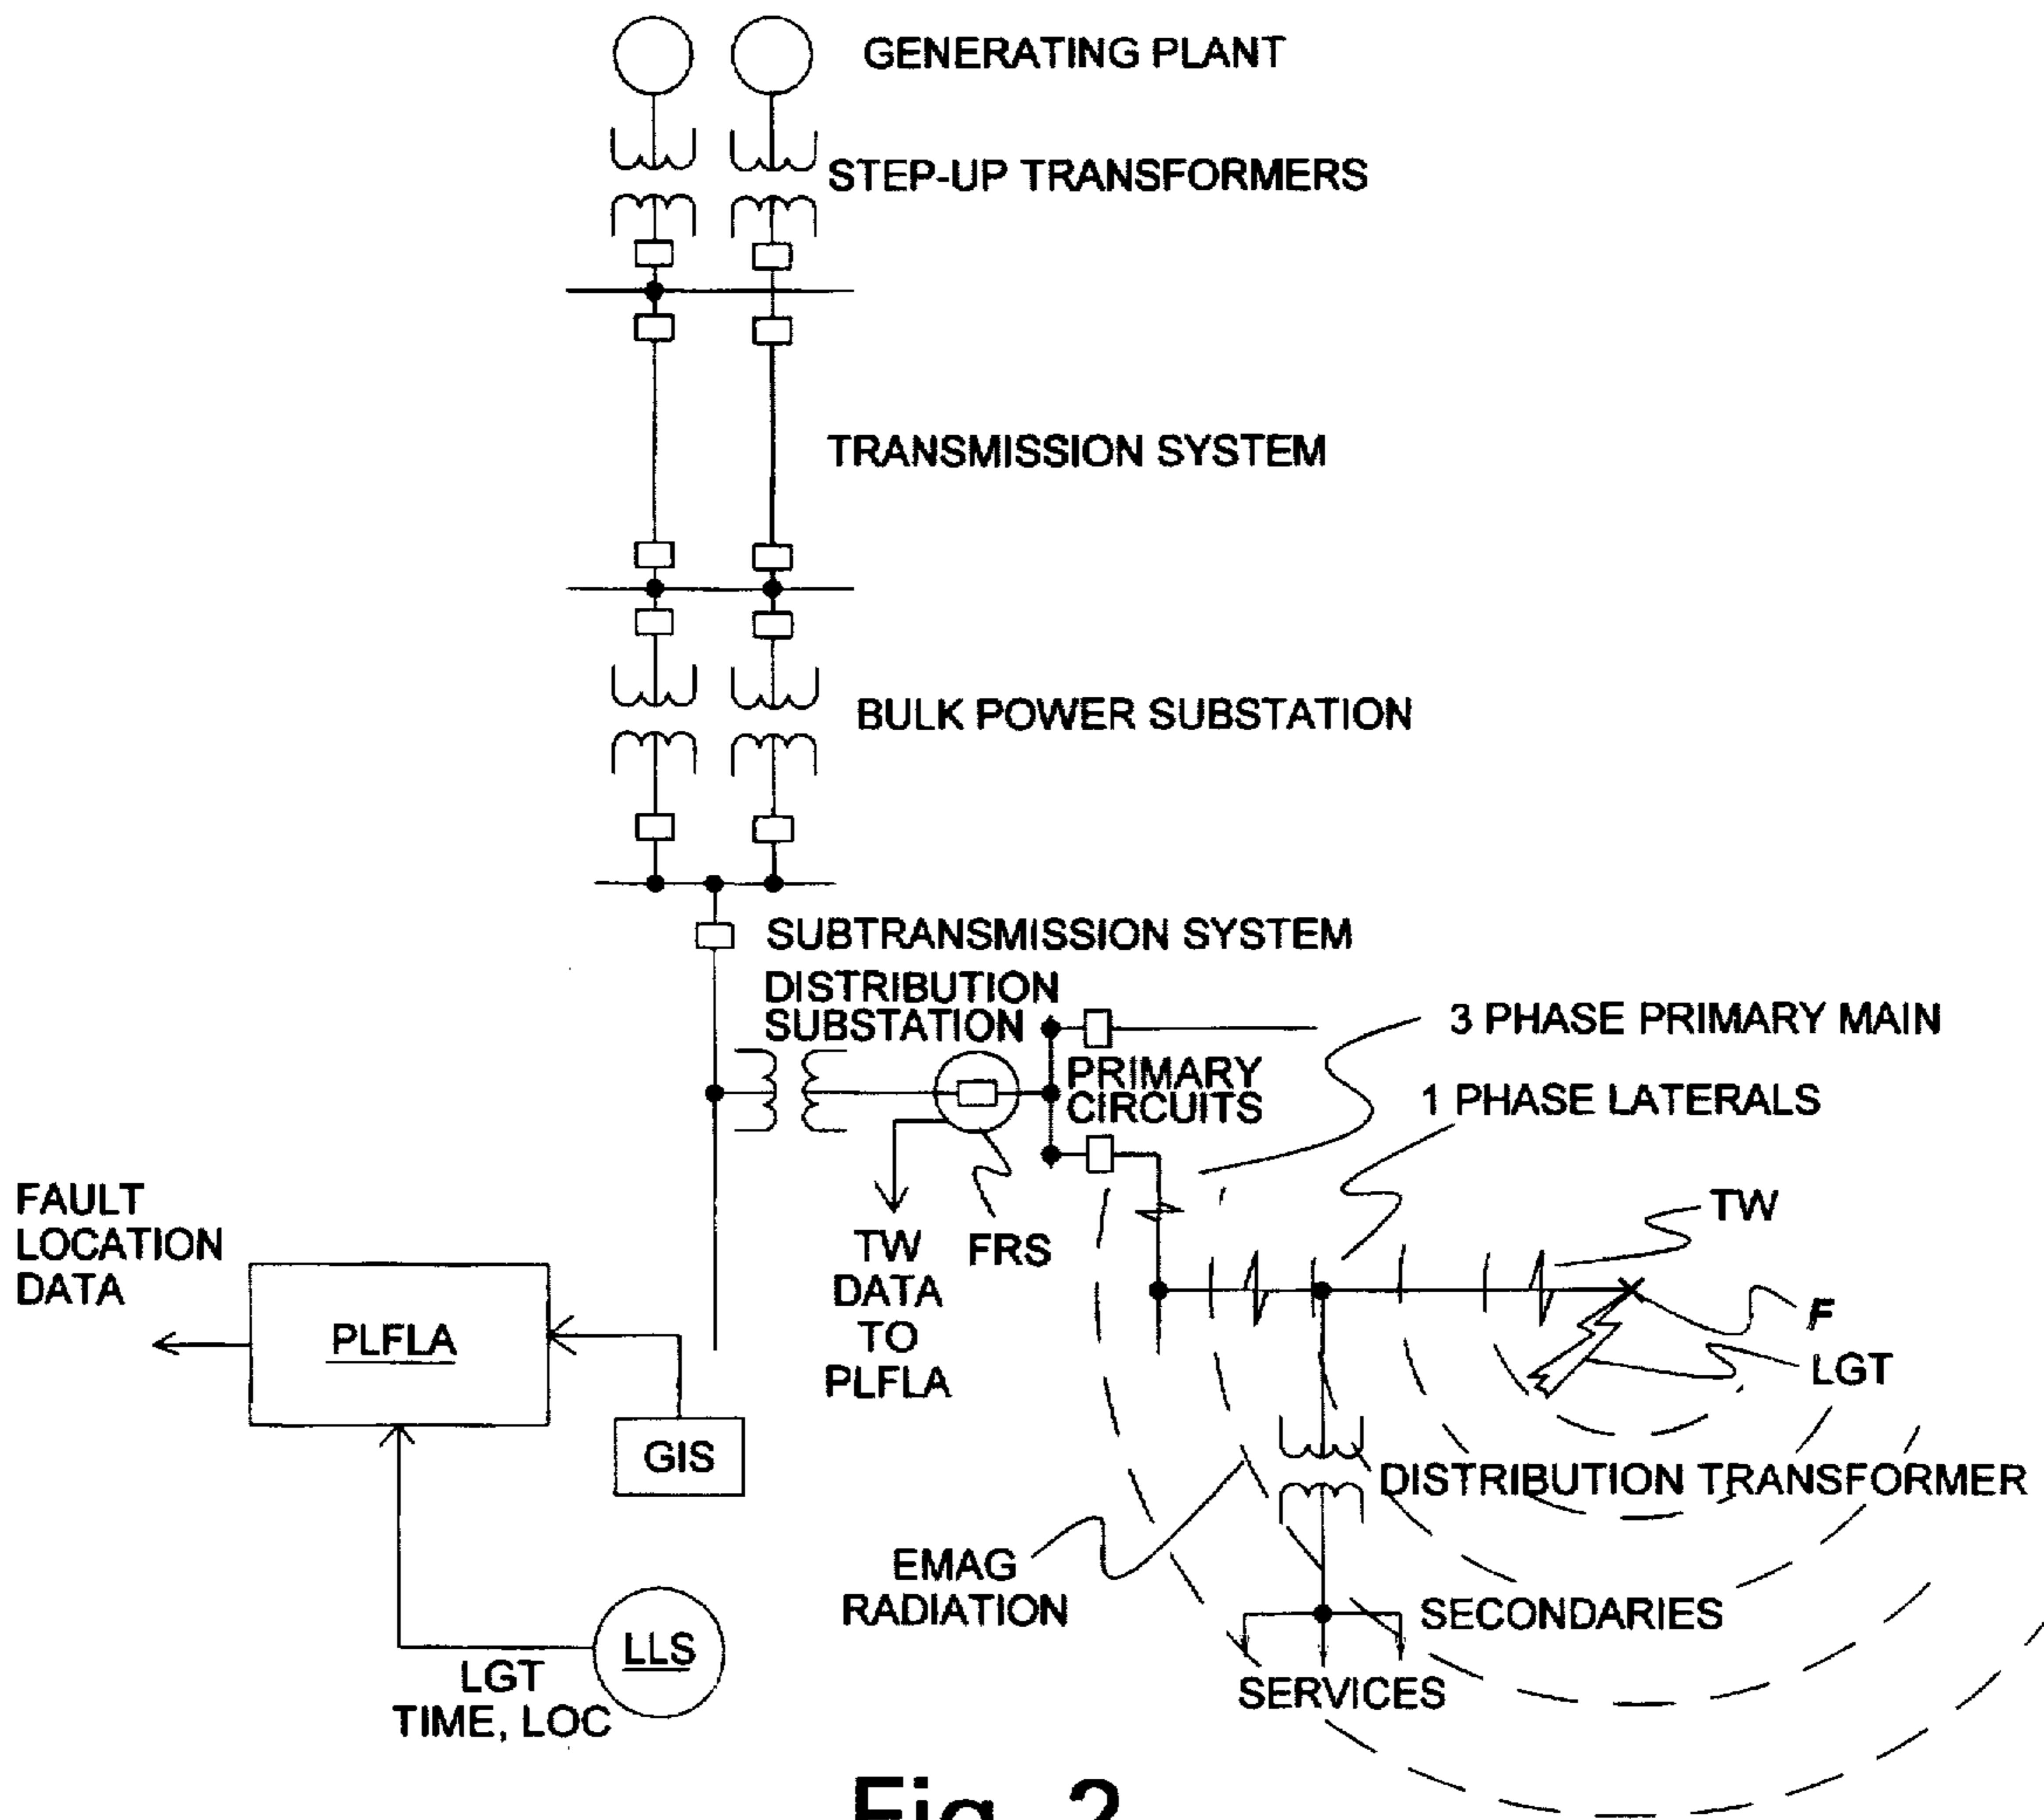 GENERATING PLANT
STEP-UP TRANSFORMERS
TRANSMISSION SYSTEM
BULK POWER SUBSTATION
SUBTRANSMISSION SYSTEM
DISTRIBUTION
SUBSTATION
3 PHASE PRIMARY MAIN
PRIMARY
CIRCUITS
1 PHASE LATERALS
FAULT
LOCATION
DATA
TW
DATA
TO
PLFLA
FRS
TW
F
LGT
PLFLA
GIS
DISTRIBUTION TRANSFORMER
EMAG
RADIATION
SECONDARIES
SERVICES
LLS
LGT
TIME, LOC
Fig. 2